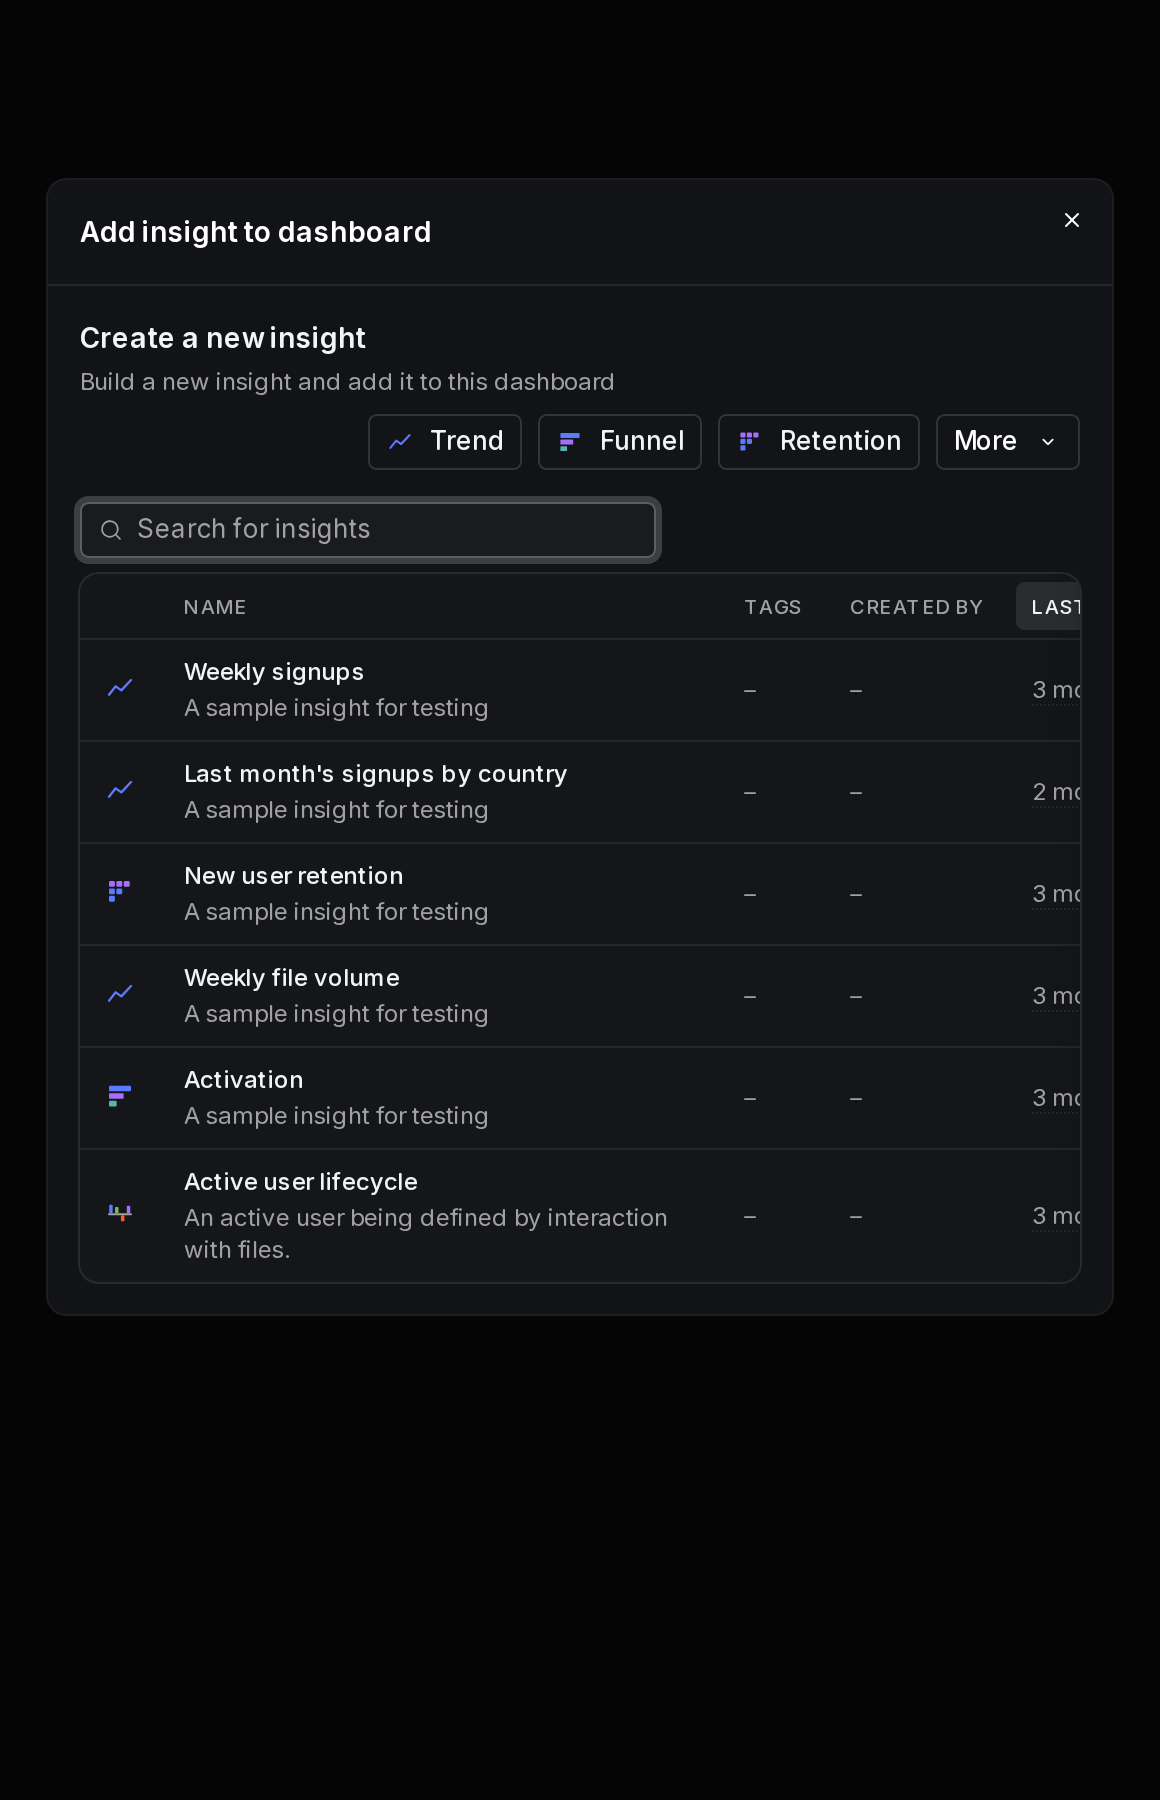 Add insight to dashboard
Create a new insight
Build a new insight and add it to this dashboard
Trend Funnel Retention More
Search for insights
NAME TAGS CREATED BY LAST
Weekly signups
A sample insight for testing
– – 3 mo
Last month's signups by country
A sample insight for testing
– – 2 mo
New user retention
A sample insight for testing
– – 3 mo
Weekly file volume
A sample insight for testing
– – 3 mo
Activation
A sample insight for testing
– – 3 mo
Active user lifecycle
An active user being defined by interaction
with files.
– – 3 mo